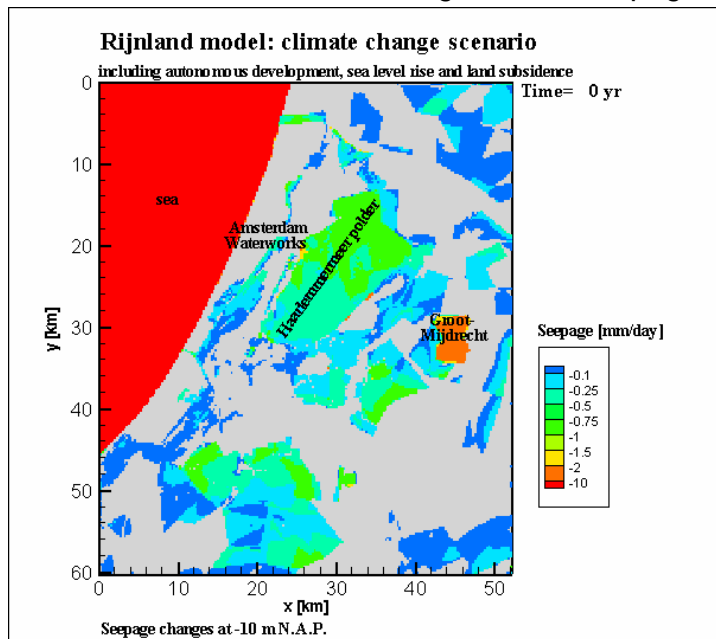 Rijnland model: climate change scenario
including autonomous development, sea level rise and land subsidence
Time= 0 yr
0
10
20
30
40
50
60
y [km]
sea
Amsterdam
Waterworks
Haarlemmermeer polder
Groot-
Mijdrecht
Seepage [mm/day]
-0.1
-0.25
-0.5
-0.75
-1
-1.5
-2
-10
0 10 20 30 40 50
x [km]
Seepage changes at -10 m N.A.P.